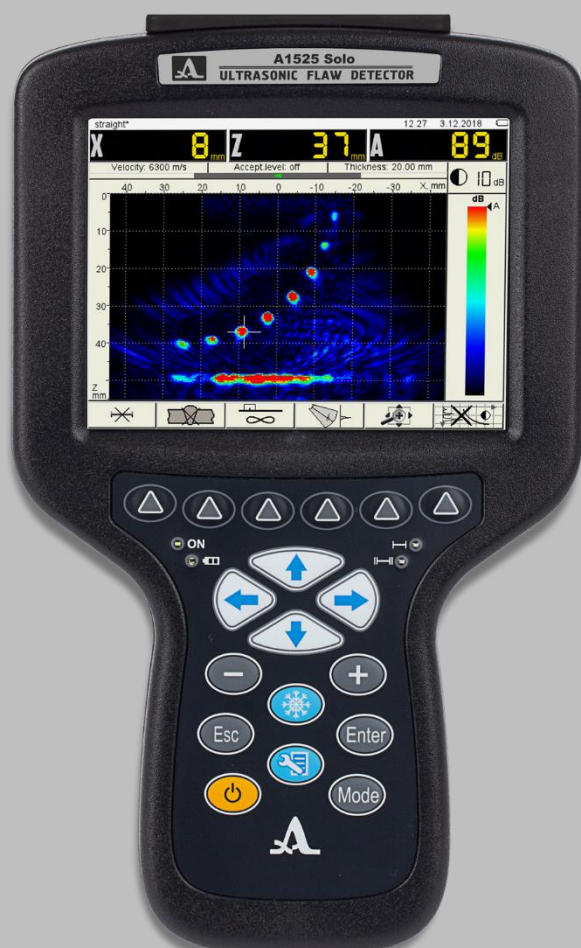 A1525 Solo
ULTRASONIC FLAW DETECTOR
straight* 12 27 3.12.2018
X 8 mm Z 37 mm A 89 dB
Velocity: 6300 m/s Accept.level: off Thickness: 20.00 mm 10 dB
40 30 20 10 0 -10 -20 -30 X, mm
dB
A
0
10
20
30
40
Z
mm
ON
Esc
Enter
Mode